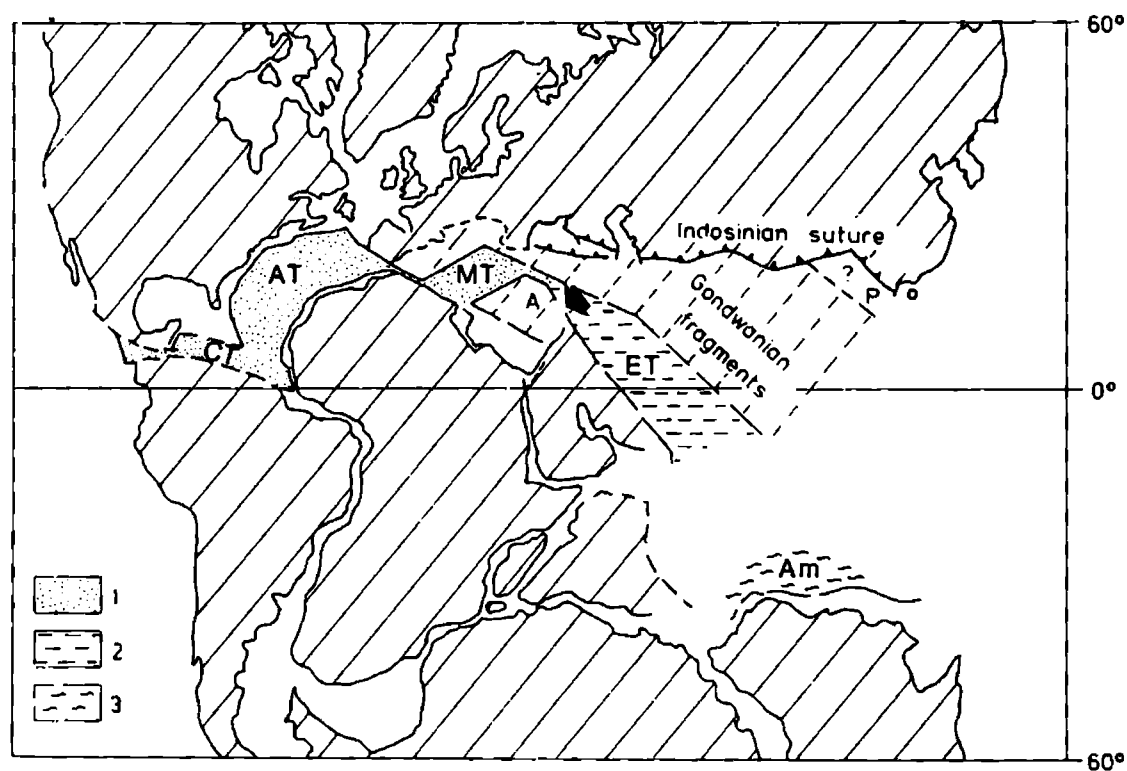 60°
Indosinian suture
AT
MT
?
A
P
Gondwanian
fragments
CT
ET
0°
Am
1
2
3
60°